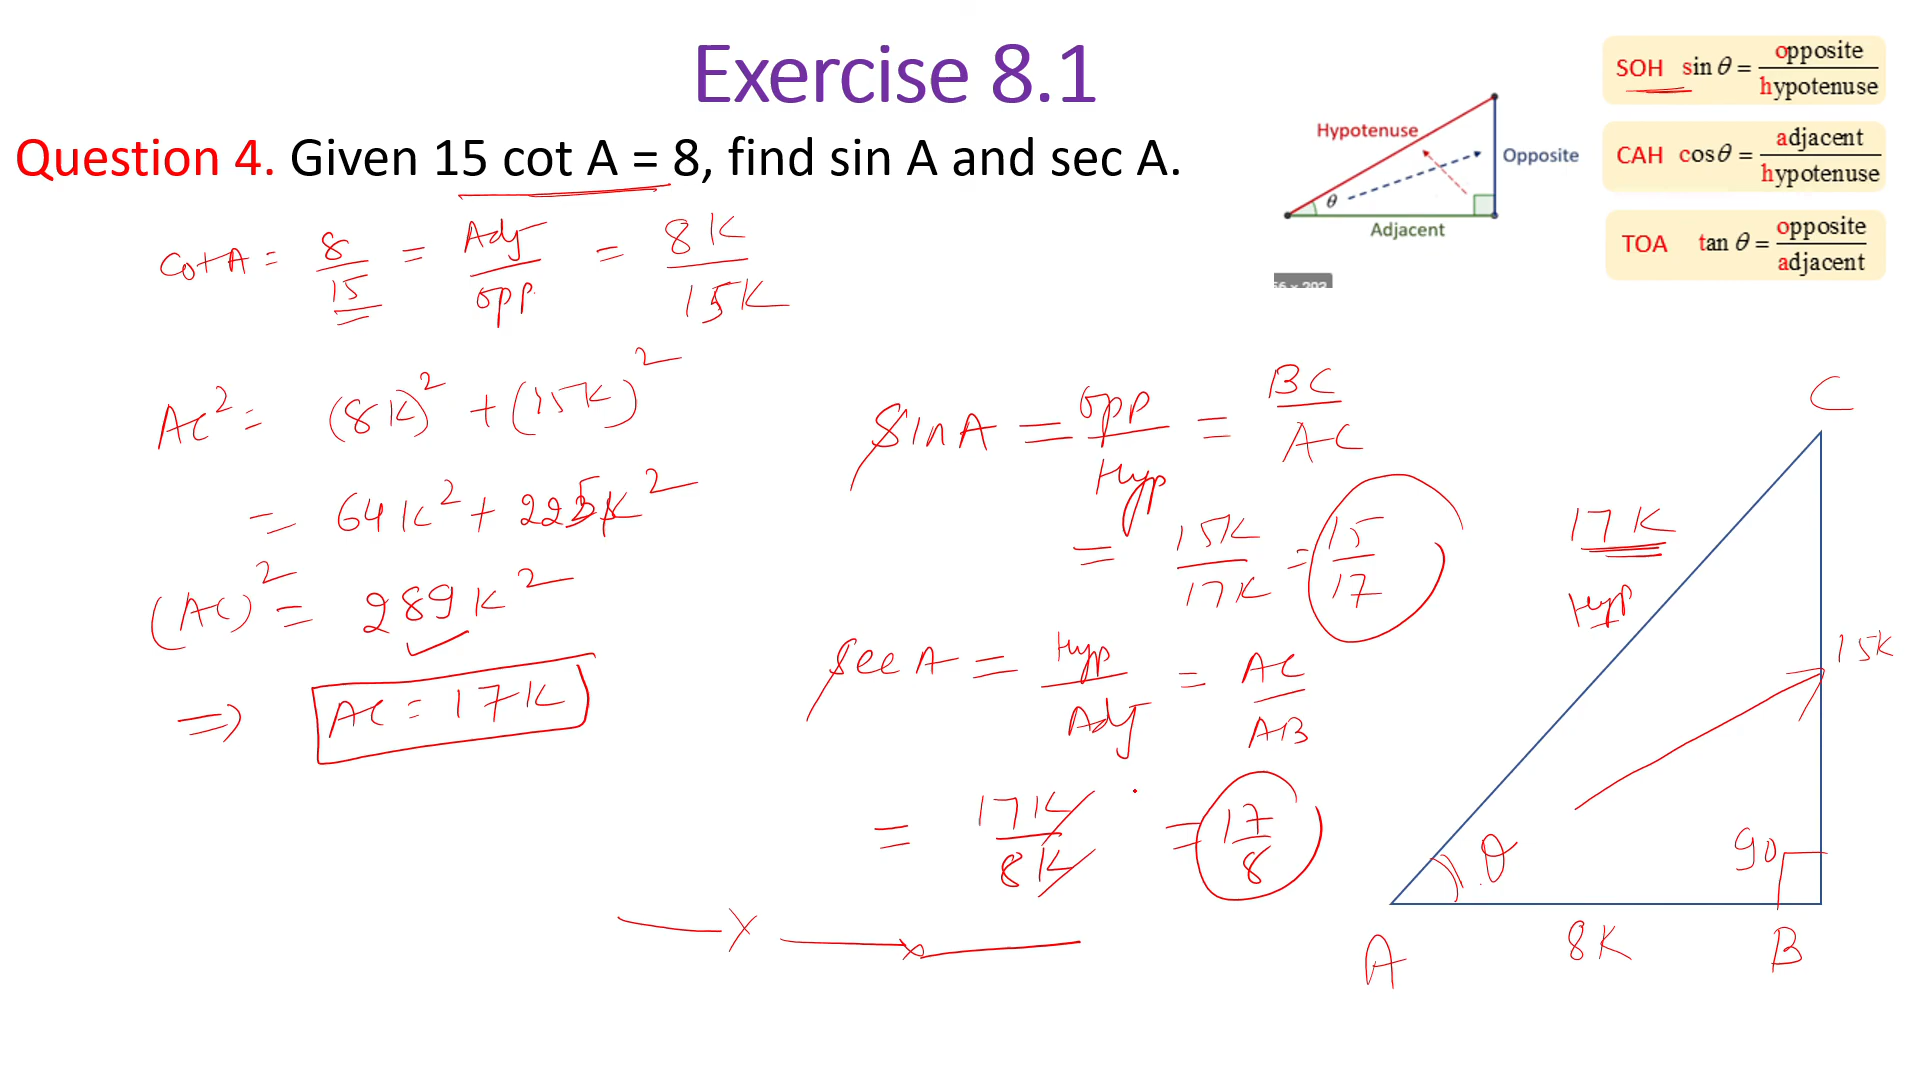 Exercise 8.1
Question 4. Given 15 cot A = 8, find sin A and sec A.
SOH sin θ = opposite / hypotenuse
CAH cos θ = adjacent / hypotenuse
TOA tan θ = opposite / adjacent
Hypotenuse
Opposite
θ
Adjacent
Cot A = 8/15 = Adj/Opp = 8K/15K
AC² = (8K)² + (15K)²
= 64K² + 225K²
(AC)² = 289K²
⇒ AC = 17K
Sin A = Opp/Hyp = BC/AC
= 15K/17K = 15/17
Sec A = Hyp/Adj = AC/AB
= 17K/8K = 17/8
C
17K
Hyp
15K
θ
90
A
8K
B